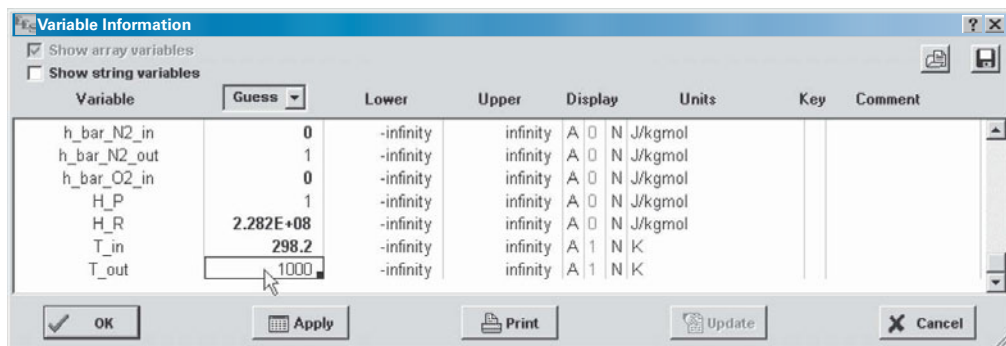 EES Variable Information ? X
Show array variables
Show string variables
Variable Guess Lower Upper Display Units Key Comment
h_bar_N2_in 0 -infinity infinity A 0 N J/kgmol
h_bar_N2_out 1 -infinity infinity A 0 N J/kgmol
h_bar_O2_in 0 -infinity infinity A 0 N J/kgmol
H_P 1 -infinity infinity A 0 N J/kgmol
H_R 2.282E+08 -infinity infinity A 0 N J/kgmol
T_in 298.2 -infinity infinity A 1 N K
T_out 1000 -infinity infinity A 1 N K
OK Apply Print Update Cancel